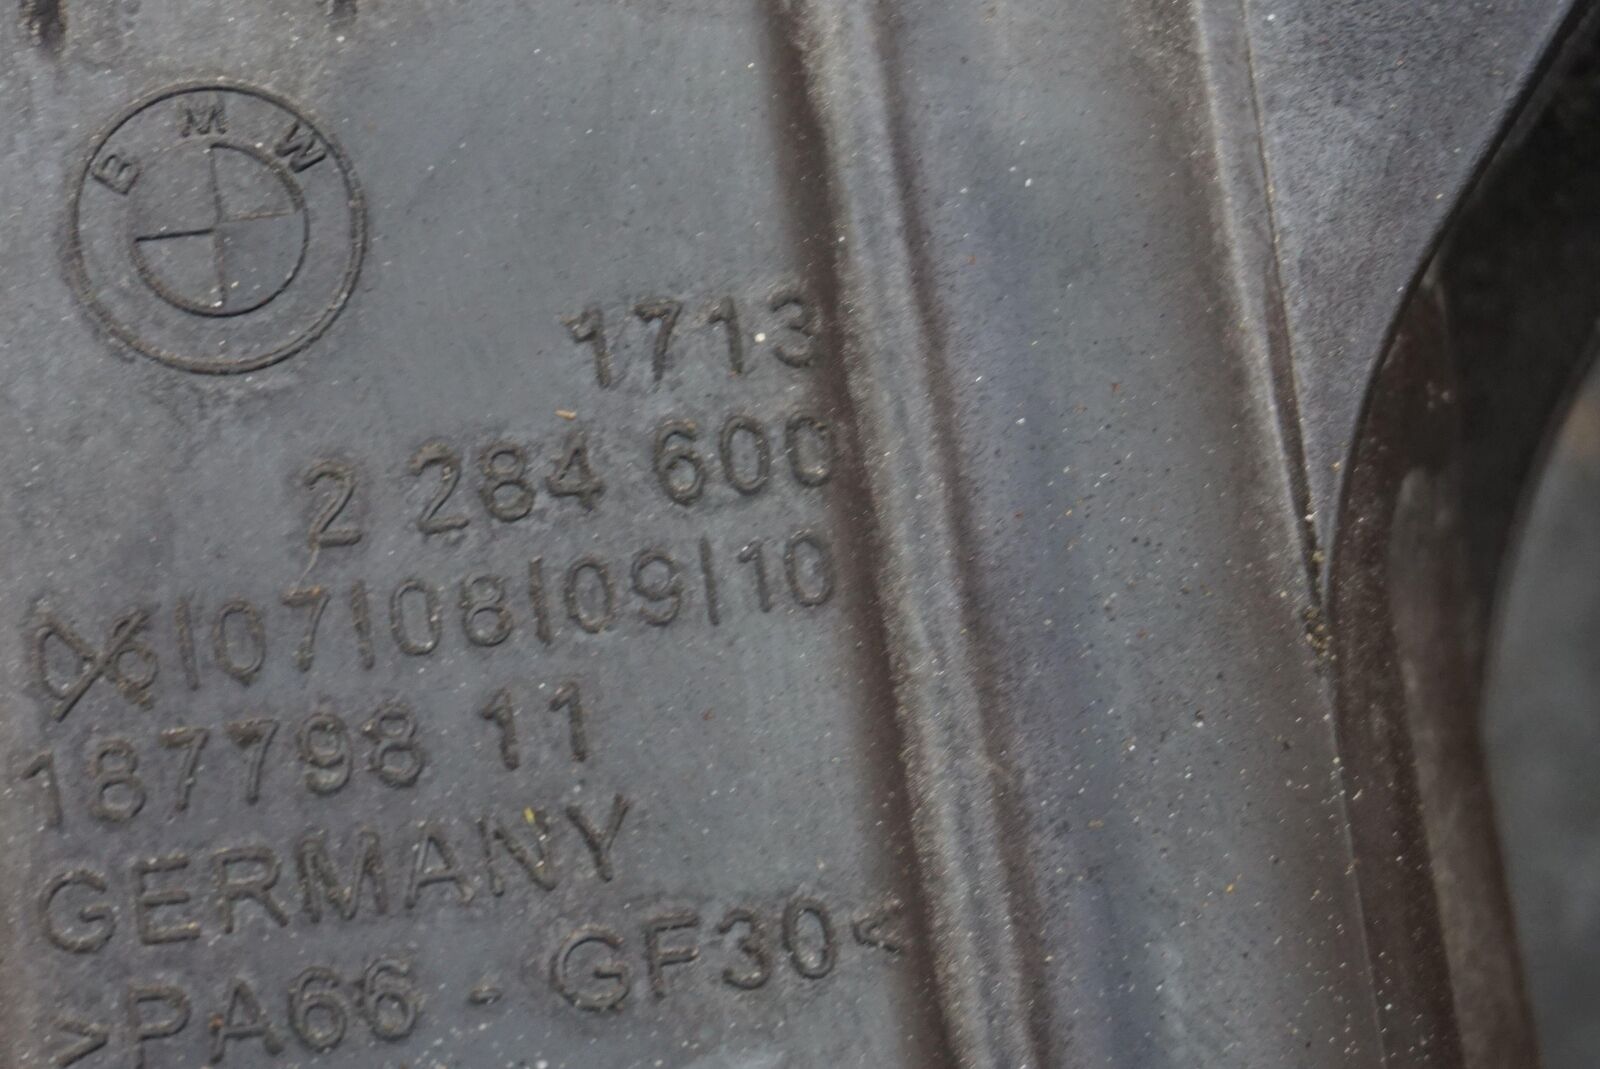 BMW
1713
2 284 600
06|07|08|09|10
187798 11
GERMANY
>PA66 - GF30<